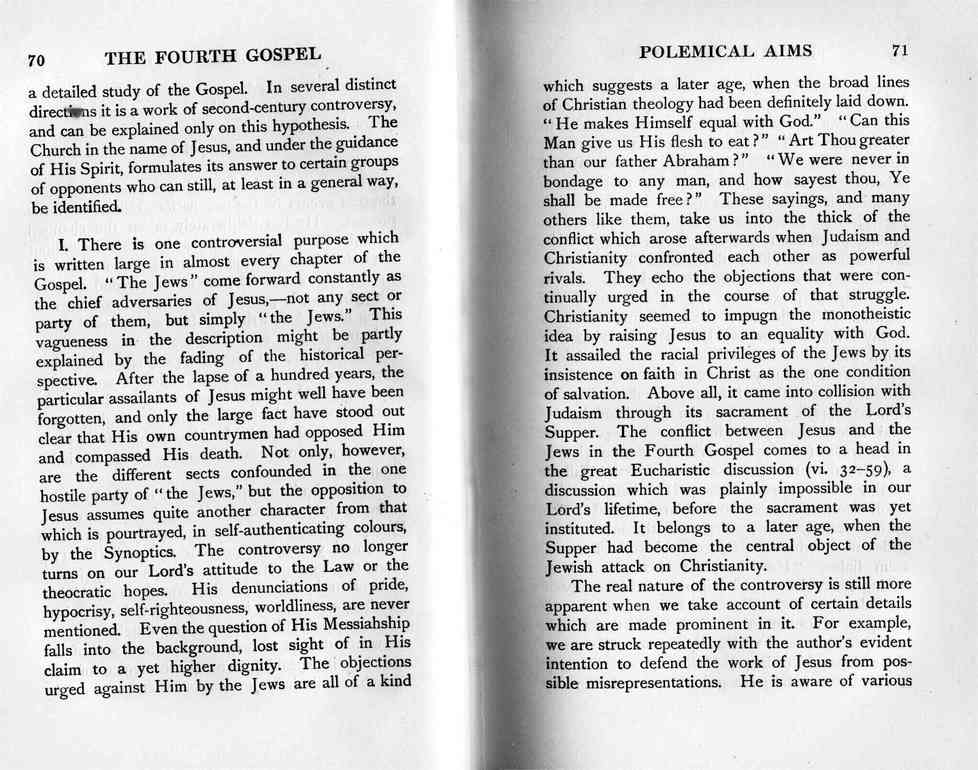 70 THE FOURTH GOSPEL
a detailed study of the Gospel. In several distinct
directions it is a work of second-century controversy,
and can be explained only on this hypothesis. The
Church in the name of Jesus, and under the guidance
of His Spirit, formulates its answer to certain groups
of opponents who can still, at least in a general way,
be identified.
I. There is one controversial purpose which
is written large in almost every chapter of the
Gospel. "The Jews" come forward constantly as
the chief adversaries of Jesus,—not any sect or
party of them, but simply "the Jews." This
vagueness in the description might be partly
explained by the fading of the historical per-
spective. After the lapse of a hundred years, the
particular assailants of Jesus might well have been
forgotten, and only the large fact have stood out
clear that His own countrymen had opposed Him
and compassed His death. Not only, however,
are the different sects confounded in the one
hostile party of "the Jews," but the opposition to
Jesus assumes quite another character from that
which is pourtrayed, in self-authenticating colours,
by the Synoptics. The controversy no longer
turns on our Lord's attitude to the Law or the
theocratic hopes. His denunciations of pride,
hypocrisy, self-righteousness, worldliness, are never
mentioned. Even the question of His Messiahship
falls into the background, lost sight of in His
claim to a yet higher dignity. The objections
urged against Him by the Jews are all of a kind
POLEMICAL AIMS 71
which suggests a later age, when the broad lines
of Christian theology had been definitely laid down.
"He makes Himself equal with God." "Can this
Man give us His flesh to eat?" "Art Thou greater
than our father Abraham?" "We were never in
bondage to any man, and how sayest thou, Ye
shall be made free?" These sayings, and many
others like them, take us into the thick of the
conflict which arose afterwards when Judaism and
Christianity confronted each other as powerful
rivals. They echo the objections that were con-
tinually urged in the course of that struggle.
Christianity seemed to impugn the monotheistic
idea by raising Jesus to an equality with God.
It assailed the racial privileges of the Jews by its
insistence on faith in Christ as the one condition
of salvation. Above all, it came into collision with
Judaism through its sacrament of the Lord's
Supper. The conflict between Jesus and the
Jews in the Fourth Gospel comes to a head in
the great Eucharistic discussion (vi. 32–59), a
discussion which was plainly impossible in our
Lord's lifetime, before the sacrament was yet
instituted. It belongs to a later age, when the
Supper had become the central object of the
Jewish attack on Christianity.
The real nature of the controversy is still more
apparent when we take account of certain details
which are made prominent in it. For example,
we are struck repeatedly with the author's evident
intention to defend the work of Jesus from pos-
sible misrepresentations. He is aware of various